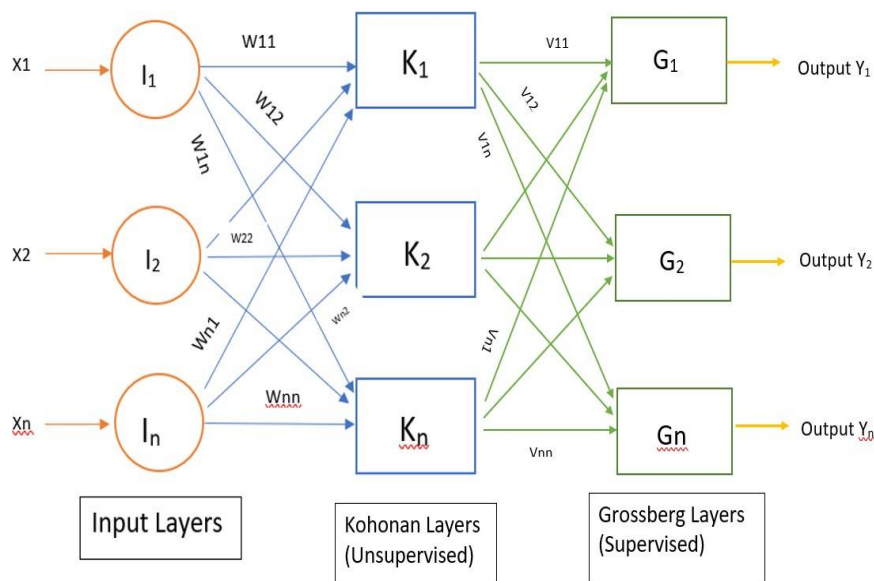 X1
I1
W11
K1
V11
G1
Output Y1
W12
W1n
V12
V1n
X2
I2
W22
K2
G2
Output Y2
Wn1
Wn2
Vn1
Xn
In
Wnn
Kn
Vnn
Gn
Output Yn
Input Layers
Kohonan Layers
(Unsupervised)
Grossberg Layers
(Supervised)